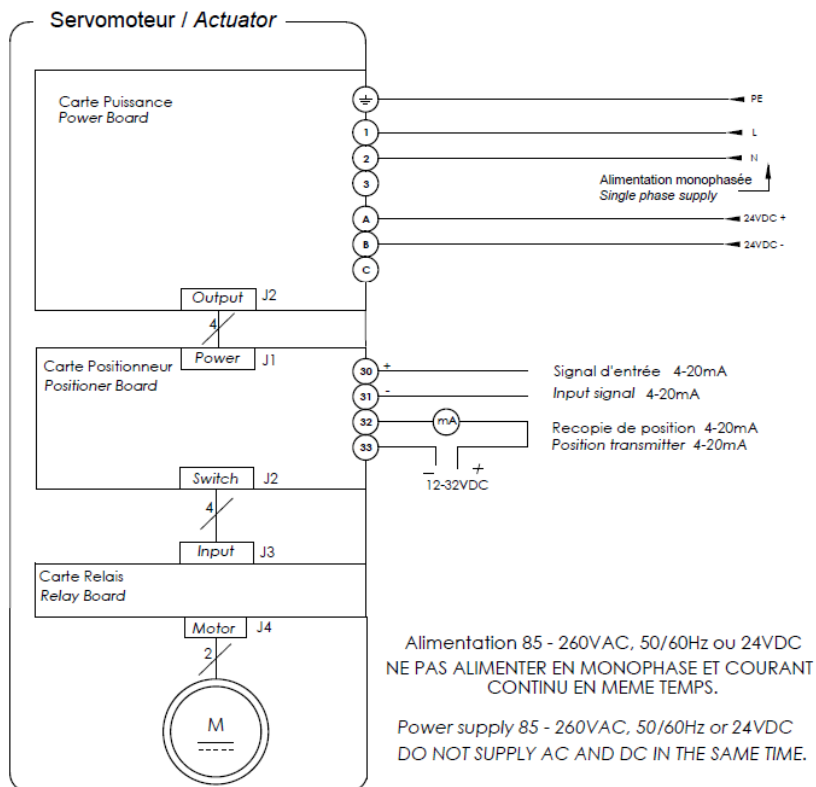 Servomoteur / Actuator
Carte Puissance
Power Board
PE
1
L
2
N
3
Alimentation monophasée
Single phase supply
A
24VDC +
B
24VDC -
C
Output J2
4
Power J1
Carte Positionneur
Positioner Board
30 +
Signal d'entrée 4-20mA
31 -
Input signal 4-20mA
32
mA
Recopie de position 4-20mA
33
Position transmitter 4-20mA
- +
12-32VDC
Switch J2
4
Input J3
Carte Relais
Relay Board
Motor J4
2
M
Alimentation 85 - 260VAC, 50/60Hz ou 24VDC
NE PAS ALIMENTER EN MONOPHASE ET COURANT
CONTINU EN MEME TEMPS.
Power supply 85 - 260VAC, 50/60Hz or 24VDC
DO NOT SUPPLY AC AND DC IN THE SAME TIME.